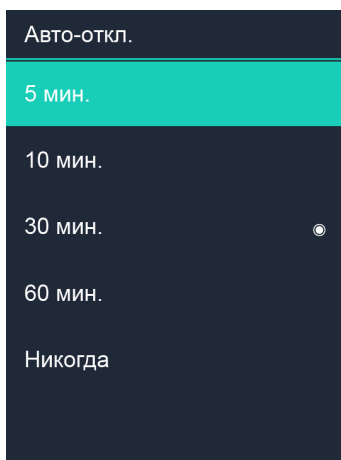 Авто-откл.
5 мин.
10 мин.
30 мин.
60 мин.
Никогда